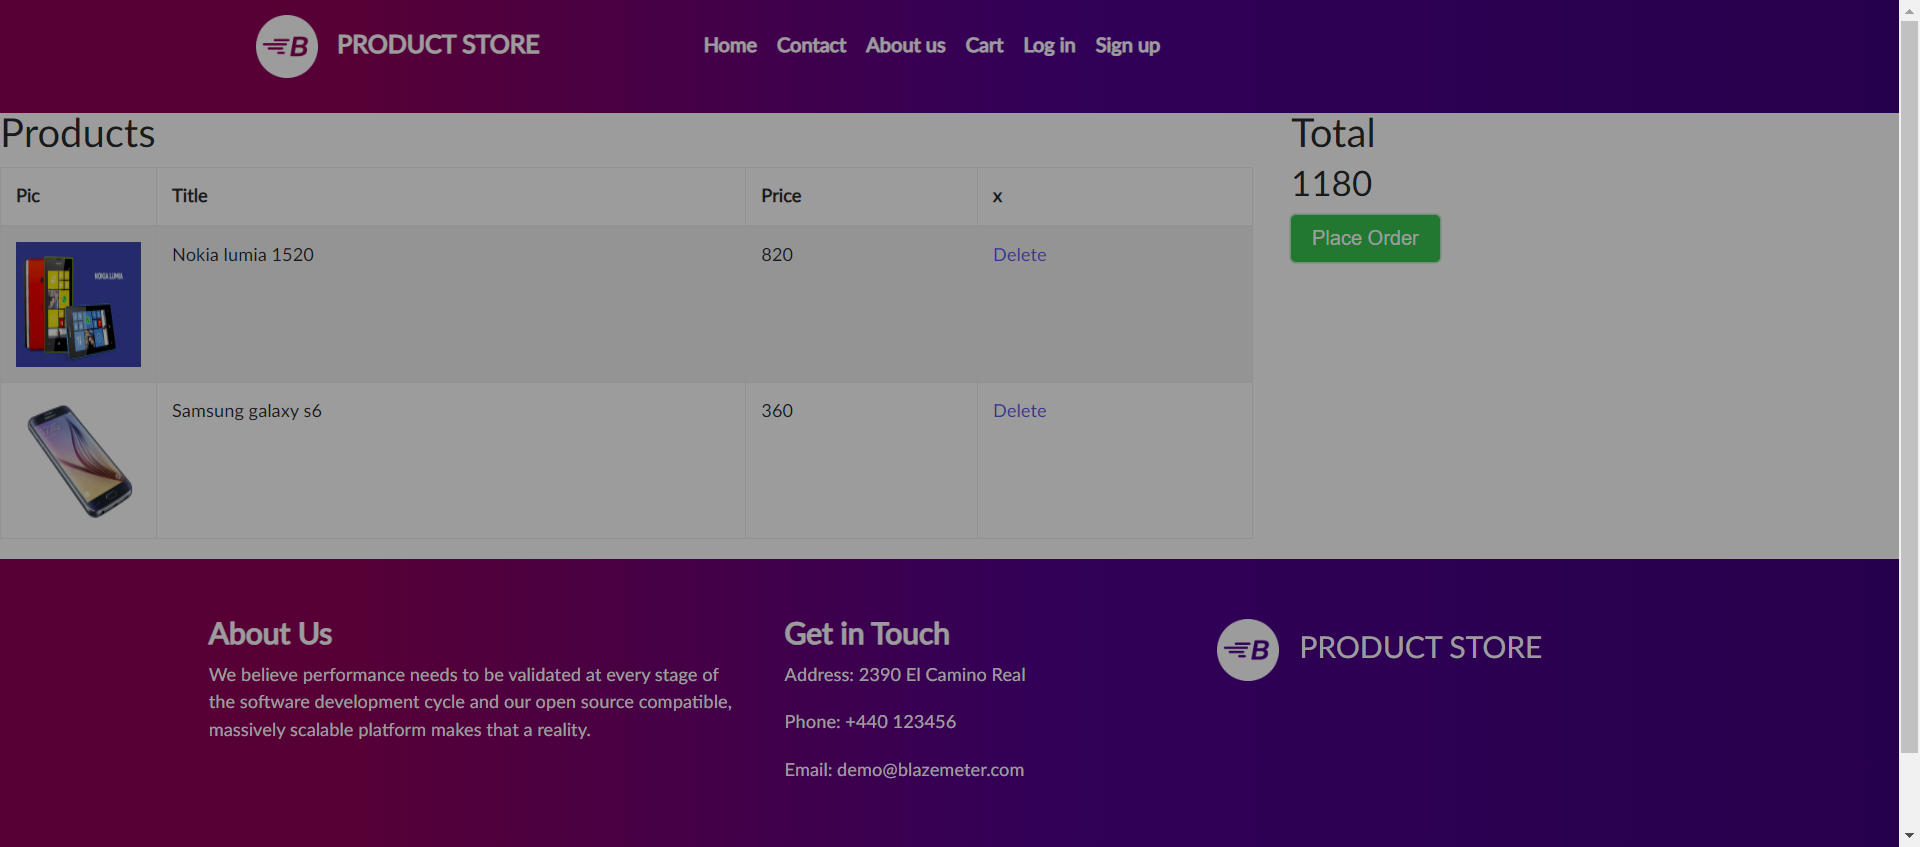 B PRODUCT STORE Home Contact About us Cart Log in Sign up
Products
Total
1180
Place Order
Pic Title Price x
NOKIA LUMIA
Nokia lumia 1520 820 Delete
Samsung galaxy s6 360 Delete
About Us
We believe performance needs to be validated at every stage of
the software development cycle and our open source compatible,
massively scalable platform makes that a reality.
Get in Touch
Address: 2390 El Camino Real
Phone: +440 123456
Email: demo@blazemeter.com
B PRODUCT STORE